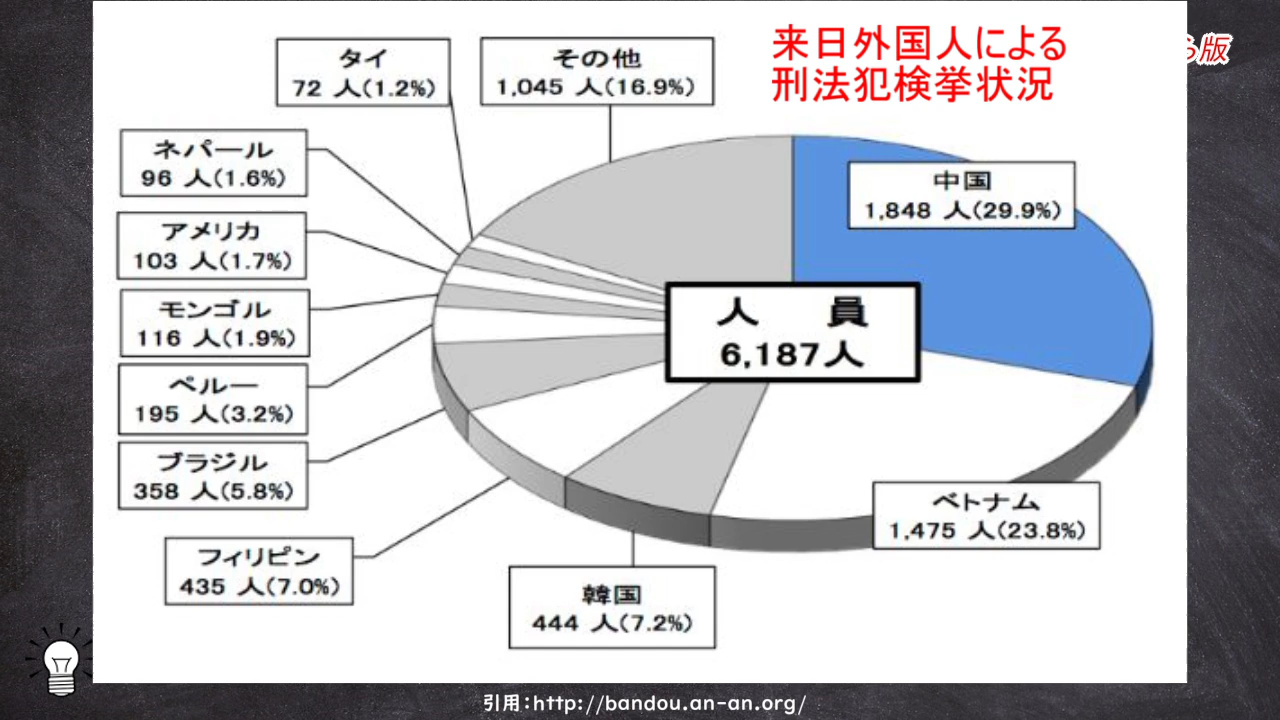 来日外国人による
刑法犯検挙状況
版
タイ
72 人(1.2%)
その他
1,045 人(16.9%)
ネパール
96 人(1.6%)
アメリカ
103 人(1.7%)
モンゴル
116 人(1.9%)
ペルー
195 人(3.2%)
ブラジル
358 人(5.8%)
フィリピン
435 人(7.0%)
韓国
444 人(7.2%)
ベトナム
1,475 人(23.8%)
中国
1,848 人(29.9%)
人 員
6,187人
引用:http://bandou.an-an.org/